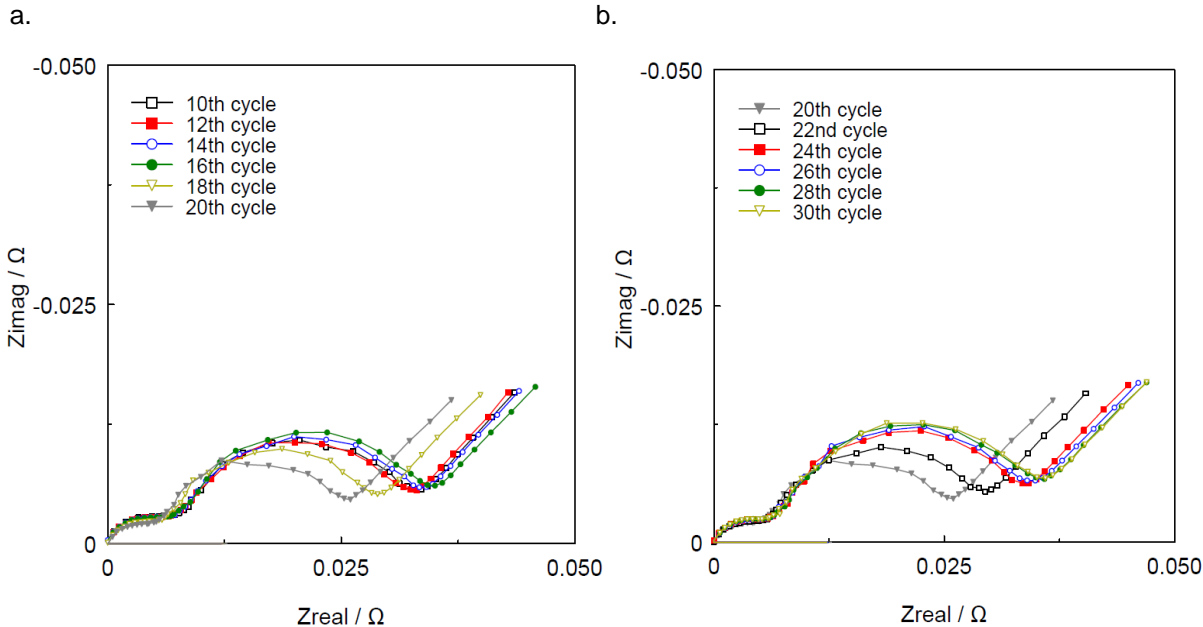 a.
-0.050
10th cycle
12th cycle
14th cycle
16th cycle
18th cycle
20th cycle
Zimag / Ω
-0.025
0
0
0.025
0.050
Zreal / Ω
b.
-0.050
20th cycle
22nd cycle
24th cycle
26th cycle
28th cycle
30th cycle
Zimag / Ω
-0.025
0
0
0.025
0.050
Zreal / Ω